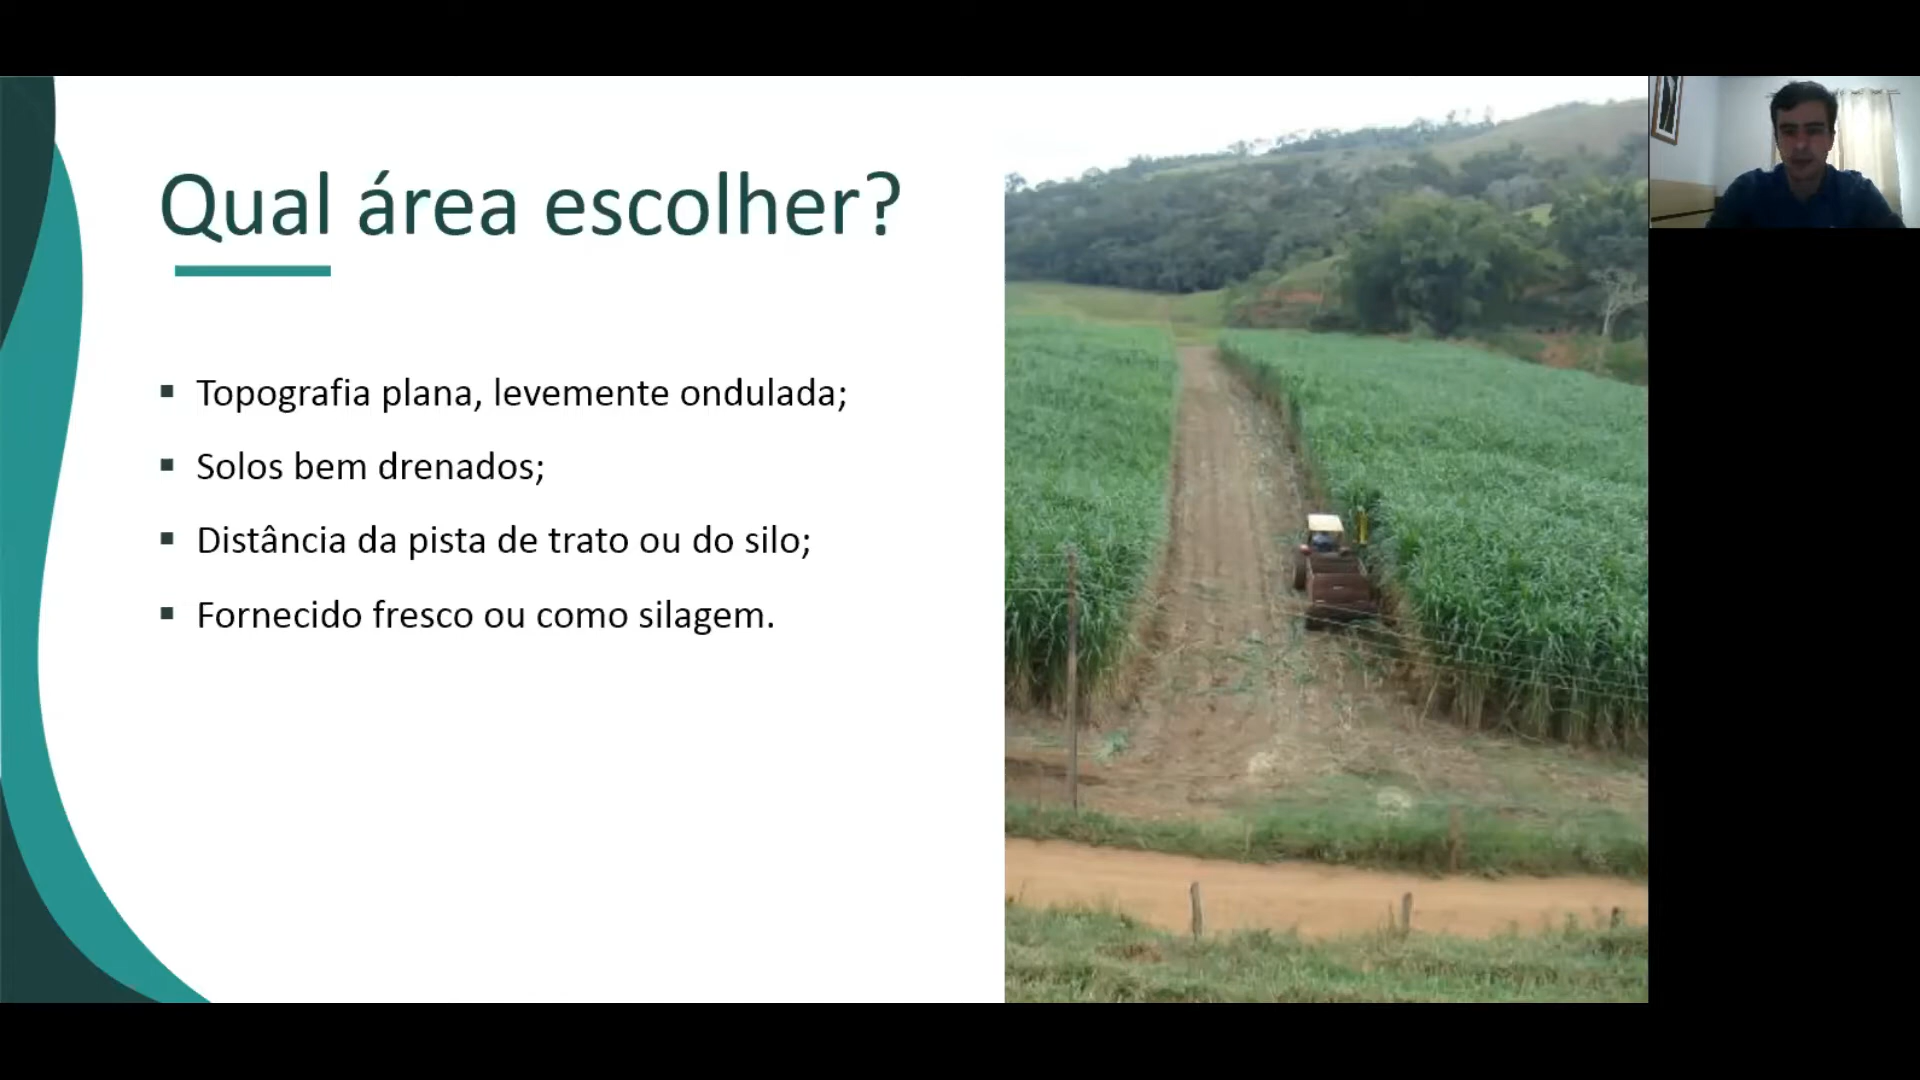 Qual área escolher?
▪ Topografia plana, levemente ondulada;
▪ Solos bem drenados;
▪ Distância da pista de trato ou do silo;
▪ Fornecido fresco ou como silagem.